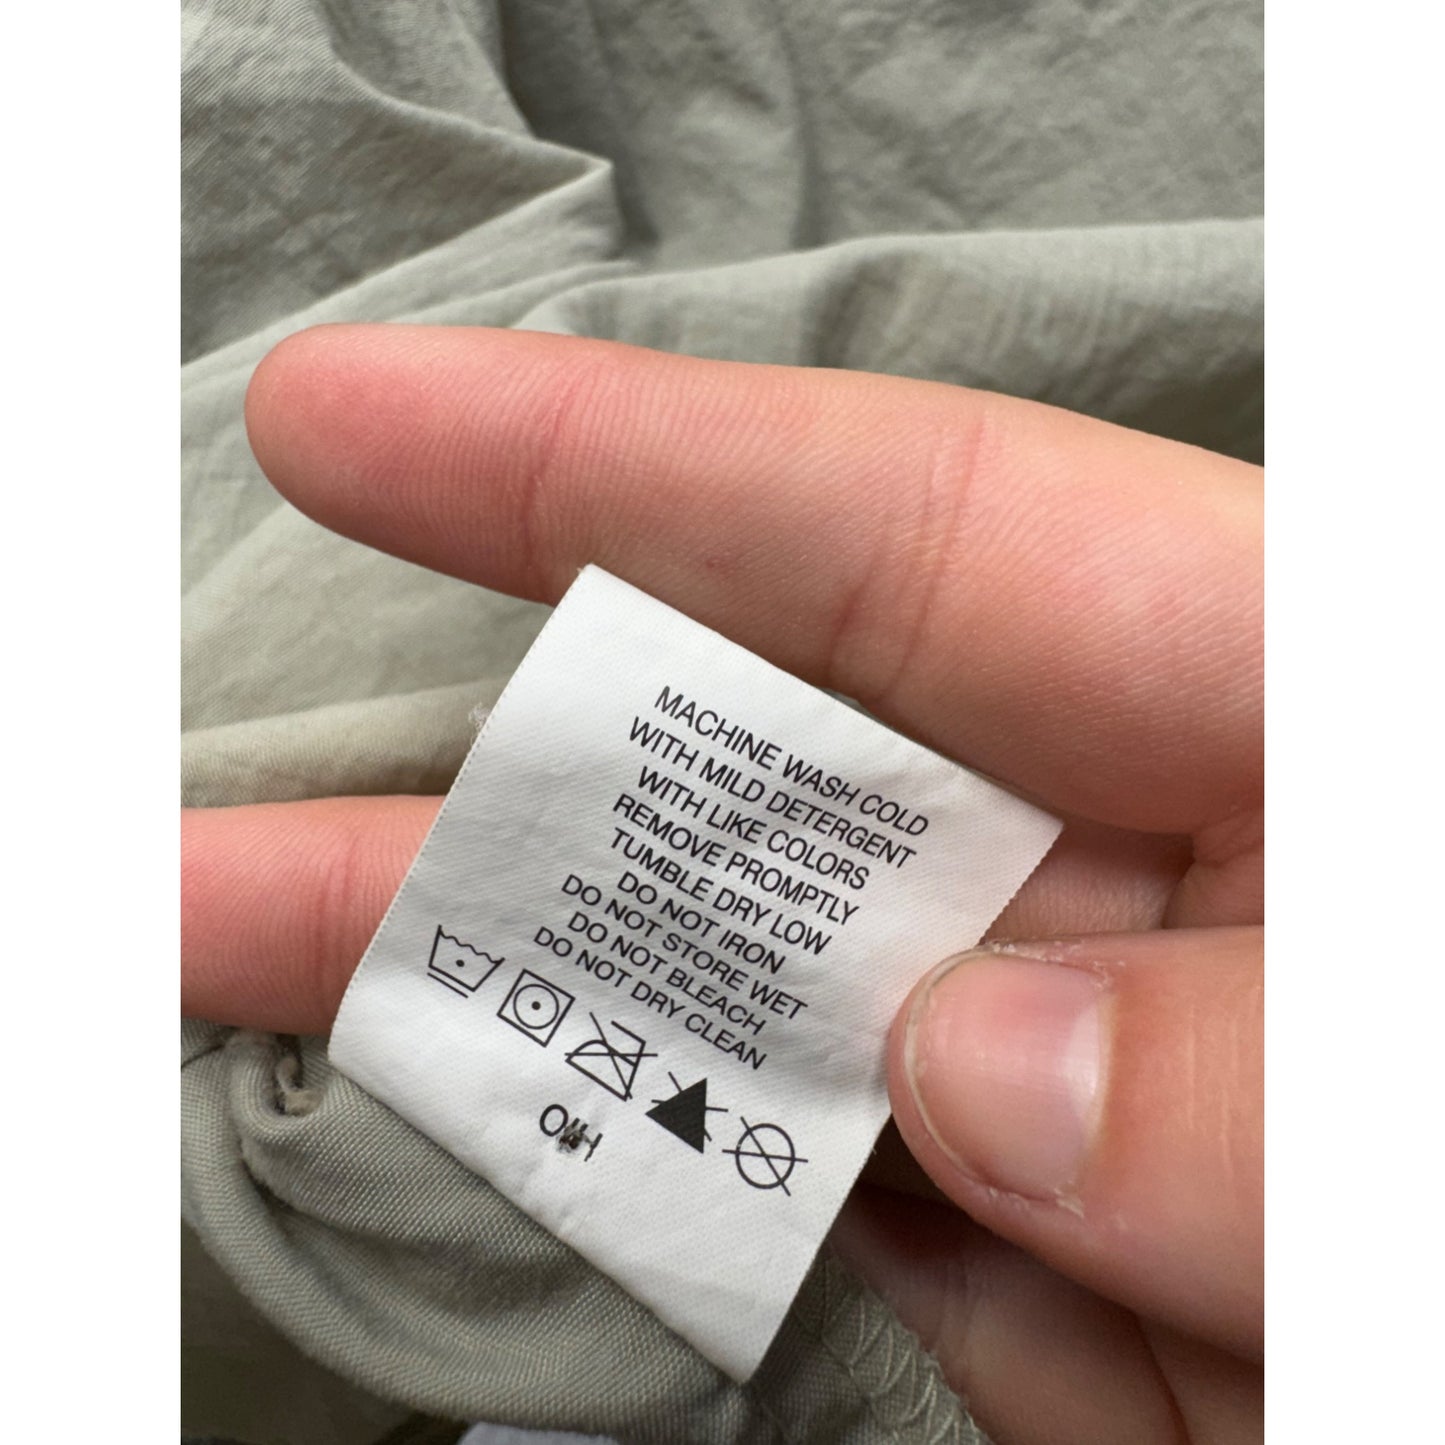 MACHINE WASH COLD
WITH MILD DETERGENT
WITH LIKE COLORS
REMOVE PROMPTLY
TUMBLE DRY LOW
DO NOT IRON
DO NOT STORE WET
DO NOT BLEACH
DO NOT DRY CLEAN